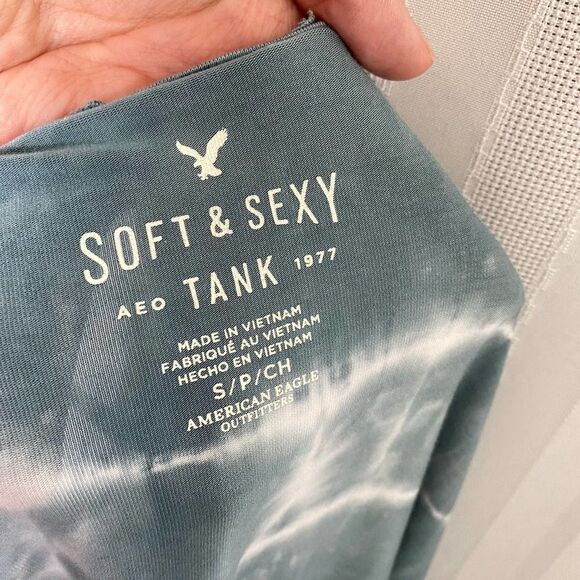 SOFT & SEXY
AEO TANK 1977
MADE IN VIETNAM
FABRIQUÉ AU VIETNAM
HECHO EN VIETNAM
S/P/CH
AMERICAN EAGLE
OUTFITTERS